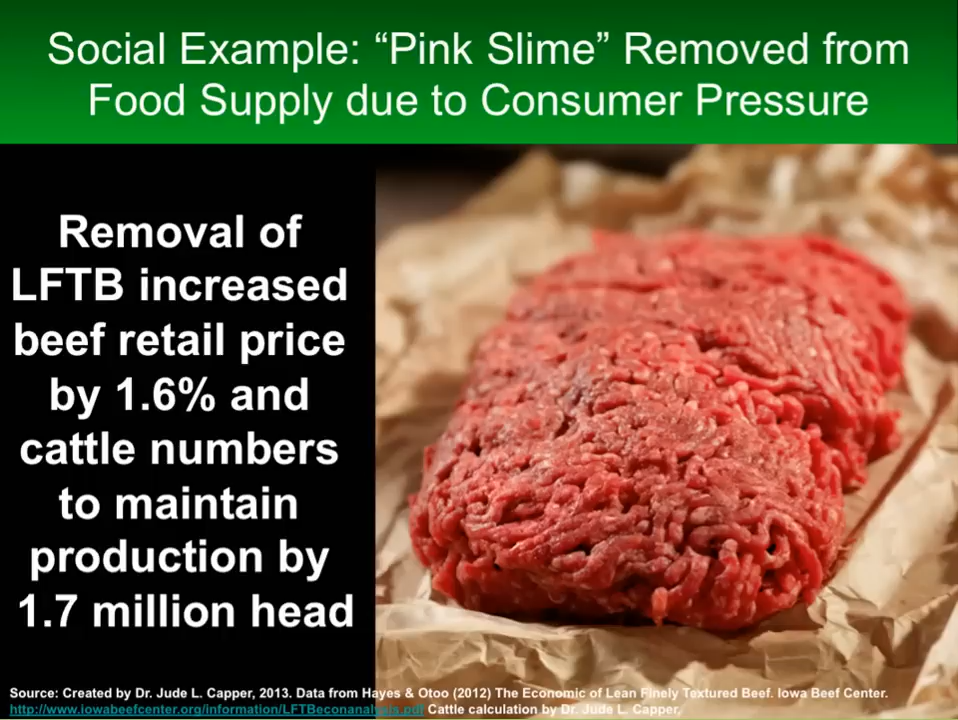 Social Example: “Pink Slime” Removed from
Food Supply due to Consumer Pressure
Removal of
LFTB increased
beef retail price
by 1.6% and
cattle numbers
to maintain
production by
1.7 million head
Source: Created by Dr. Jude L. Capper, 2013. Data from Hayes & Otoo (2012) The Economic of Lean Finely Textured Beef. Iowa Beef Center.
http://www.iowabeefcenter.org/information/LFTBeconanalysis.pdf Cattle calculation by Dr. Jude L. Capper,